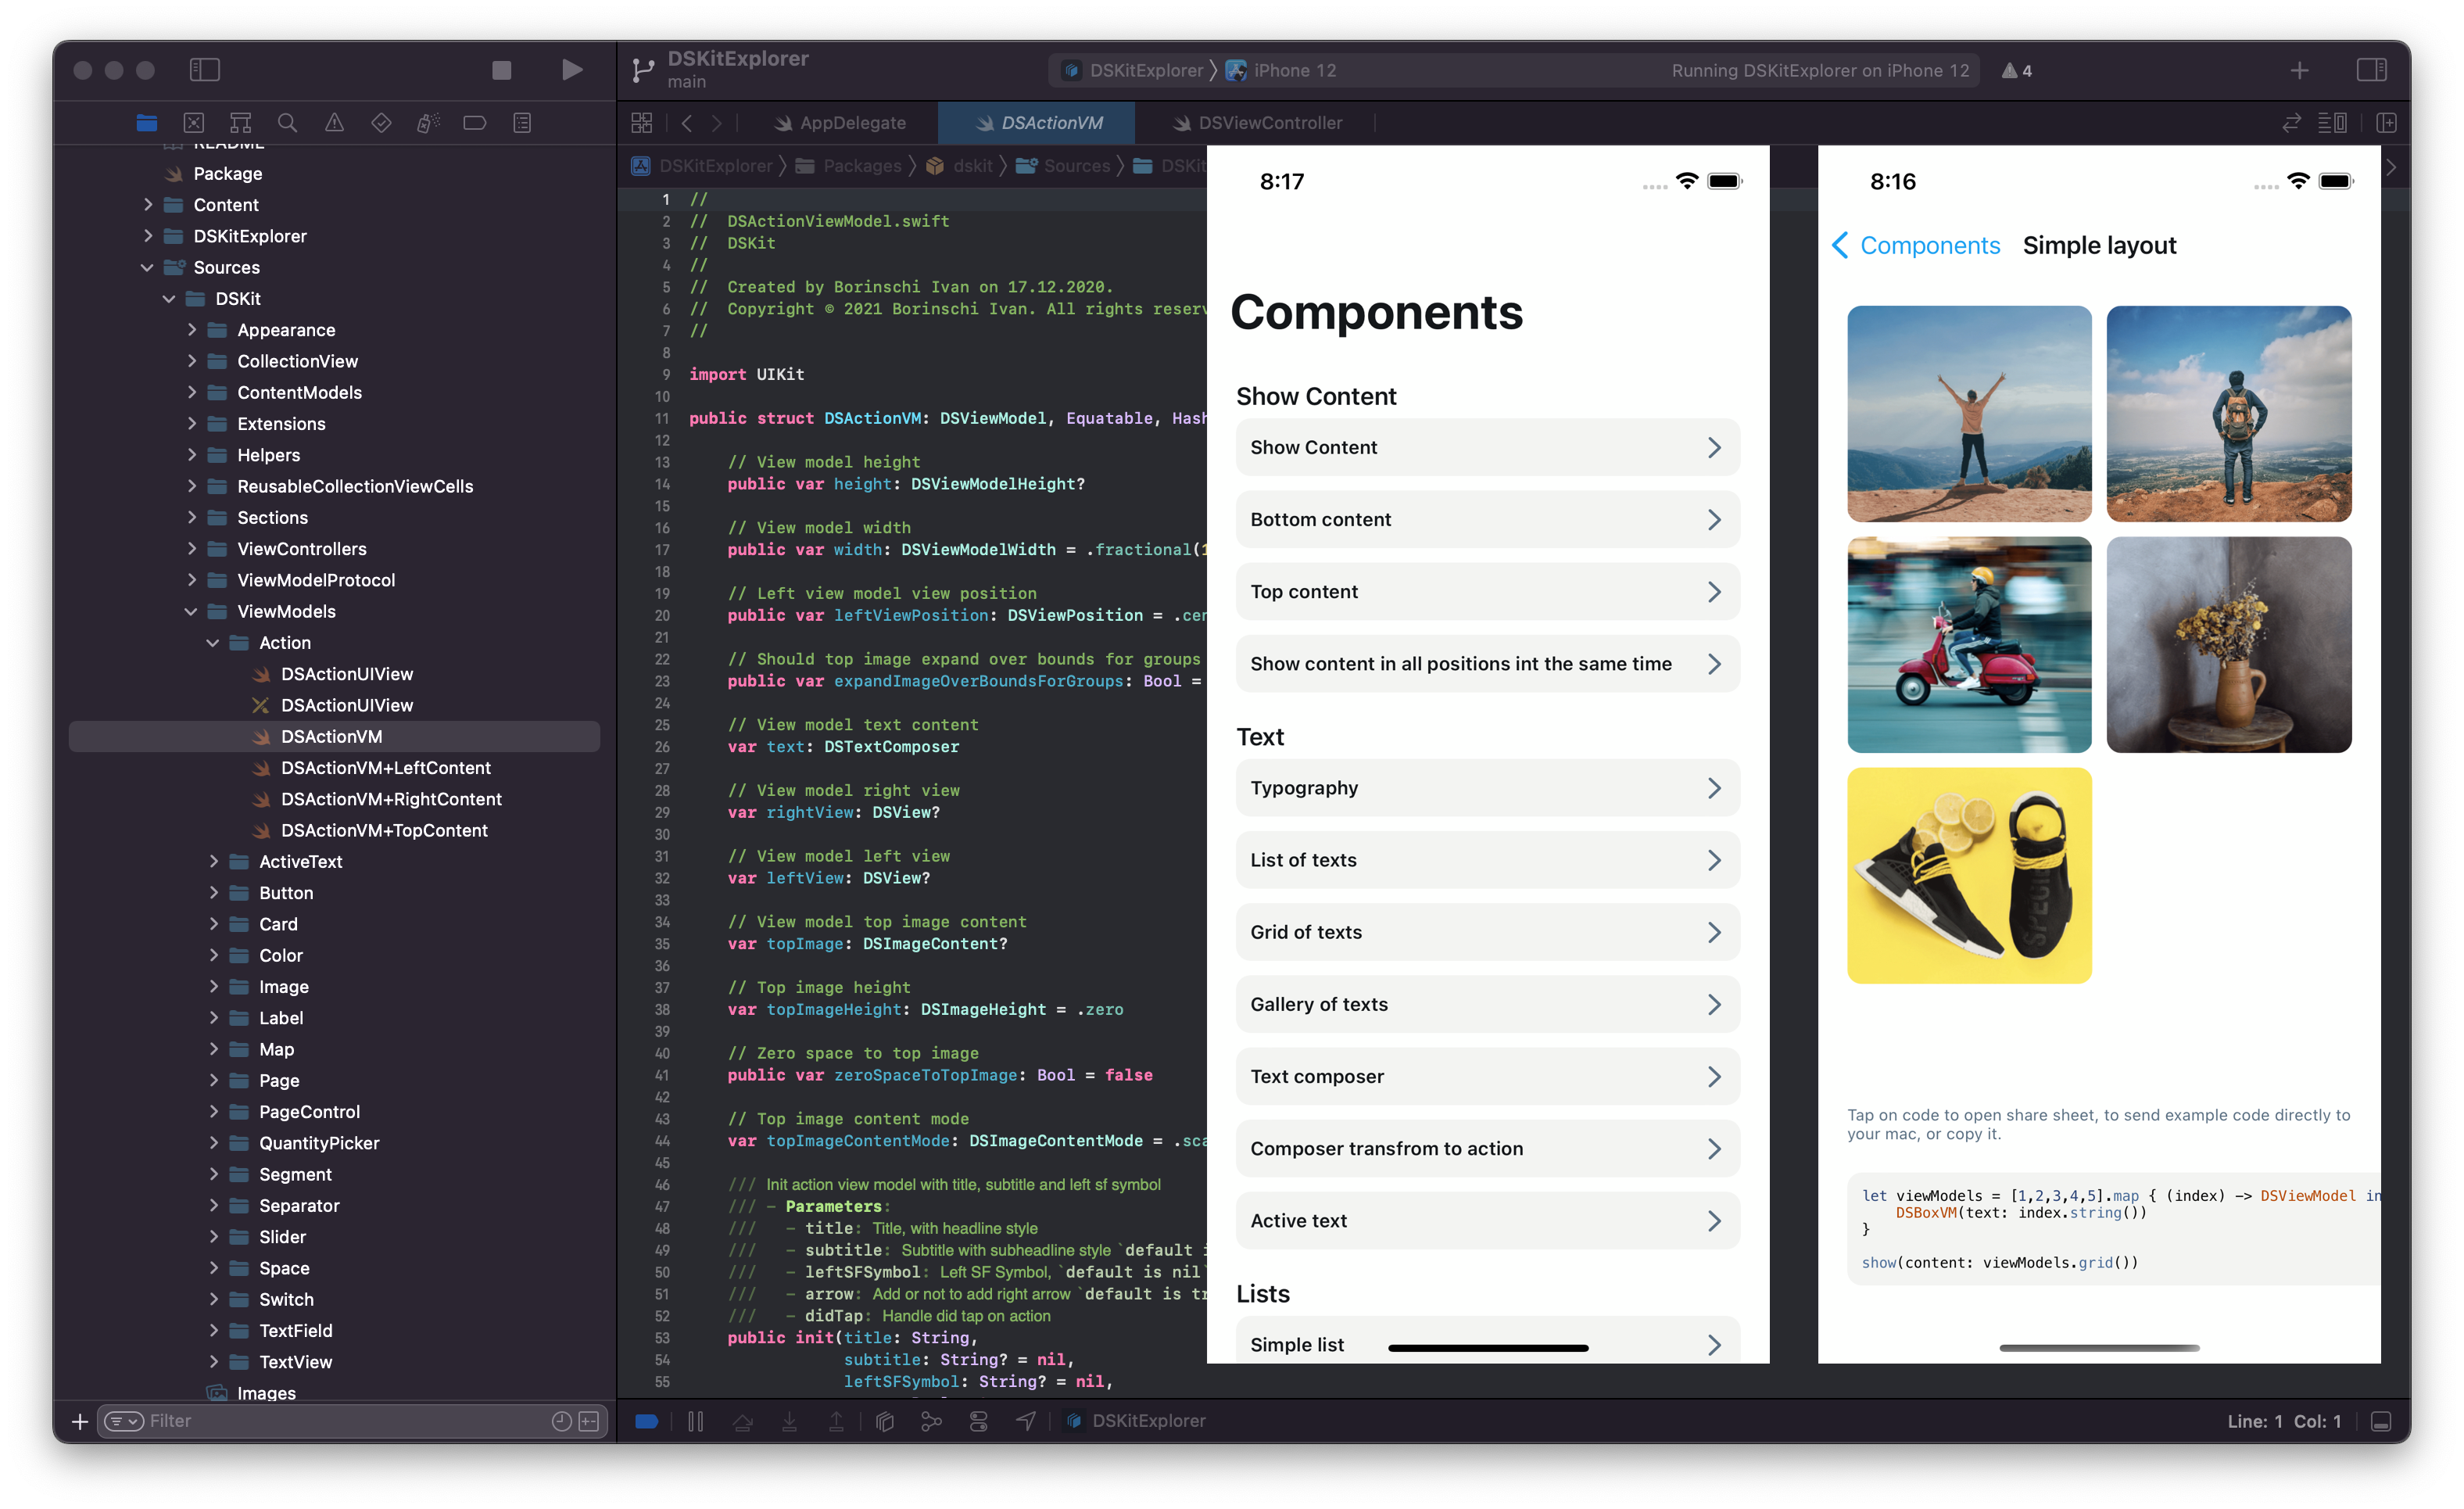 DSKitExplorer
main
DSKitExplorer
iPhone 12
Running DSKitExplorer on iPhone 12
4
AppDelegate
DSActionVM
DSViewController
README
Package
Content
DSKitExplorer
Sources
DSKit
Appearance
CollectionView
ContentModels
Extensions
Helpers
ReusableCollectionViewCells
Sections
ViewControllers
ViewModelProtocol
ViewModels
Action
DSActionUIView
DSActionUIView
DSActionVM
DSActionVM+LeftContent
DSActionVM+RightContent
DSActionVM+TopContent
ActiveText
Button
Card
Color
Image
Label
Map
Page
PageControl
QuantityPicker
Segment
Separator
Slider
Space
Switch
TextField
TextView
Images
Filter
DSKitExplorer Packages dskit Sources DSKit
1 //
2 // DSActionViewModel.swift
3 // DSKit
4 //
5 // Created by Borinschi Ivan on 17.12.2020.
6 // Copyright © 2021 Borinschi Ivan. All rights reserv
7 //
8
9 import UIKit
10
11 public struct DSActionVM: DSViewModel, Equatable, Hash
12
13 // View model height
14 public var height: DSViewModelHeight?
15
16 // View model width
17 public var width: DSViewModelWidth = .fractional(1
18
19 // Left view model view position
20 public var leftViewPosition: DSViewPosition = .cen
21
22 // Should top image expand over bounds for groups
23 public var expandImageOverBoundsForGroups: Bool =
24
25 // View model text content
26 var text: DSTextComposer
27
28 // View model right view
29 var rightView: DSView?
30
31 // View model left view
32 var leftView: DSView?
33
34 // View model top image content
35 var topImage: DSImageContent?
36
37 // Top image height
38 var topImageHeight: DSImageHeight = .zero
39
40 // Zero space to top image
41 public var zeroSpaceToTopImage: Bool = false
42
43 // Top image content mode
44 var topImageContentMode: DSImageContentMode = .sca
45
46 /// Init action view model with title, subtitle and left sf symbol
47 /// - Parameters:
48 /// - title: Title, with headline style
49 /// - subtitle: Subtitle with subheadline style `default i
50 /// - leftSFSymbol: Left SF Symbol, `default is nil`
51 /// - arrow: Add or not to add right arrow `default is tr
52 /// - didTap: Handle did tap on action
53 public init(title: String,
54 subtitle: String? = nil,
55 leftSFSymbol: String? = nil,
DSKitExplorer
Line: 1 Col: 1
8:17
Components
Show Content
Show Content
Bottom content
Top content
Show content in all positions int the same time
Text
Typography
List of texts
Grid of texts
Gallery of texts
Text composer
Composer transfrom to action
Active text
Lists
Simple list
8:16
Components Simple layout
Tap on code to open share sheet, to send example code directly to
your mac, or copy it.
let viewModels = [1,2,3,4,5].map { (index) -> DSViewModel in
DSBoxVM(text: index.string())
}
show(content: viewModels.grid())